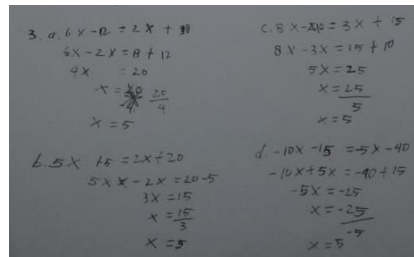 3. a. 6x - 12 = 2x + 8
6x - 2x = 8 + 12
4x = 20
x = 20/4
x = 5
b. 5x + 5 = 2x + 20
5x - 2x = 20 - 5
3x = 15
x = 15/3
x = 5
c. 8x - 10 = 3x + 15
8x - 3x = 15 + 10
5x = 25
x = 25/5
x = 5
d. -10x - 15 = -5x - 40
-10x + 5x = -40 + 15
-5x = -25
x = -25/-5
x = 5